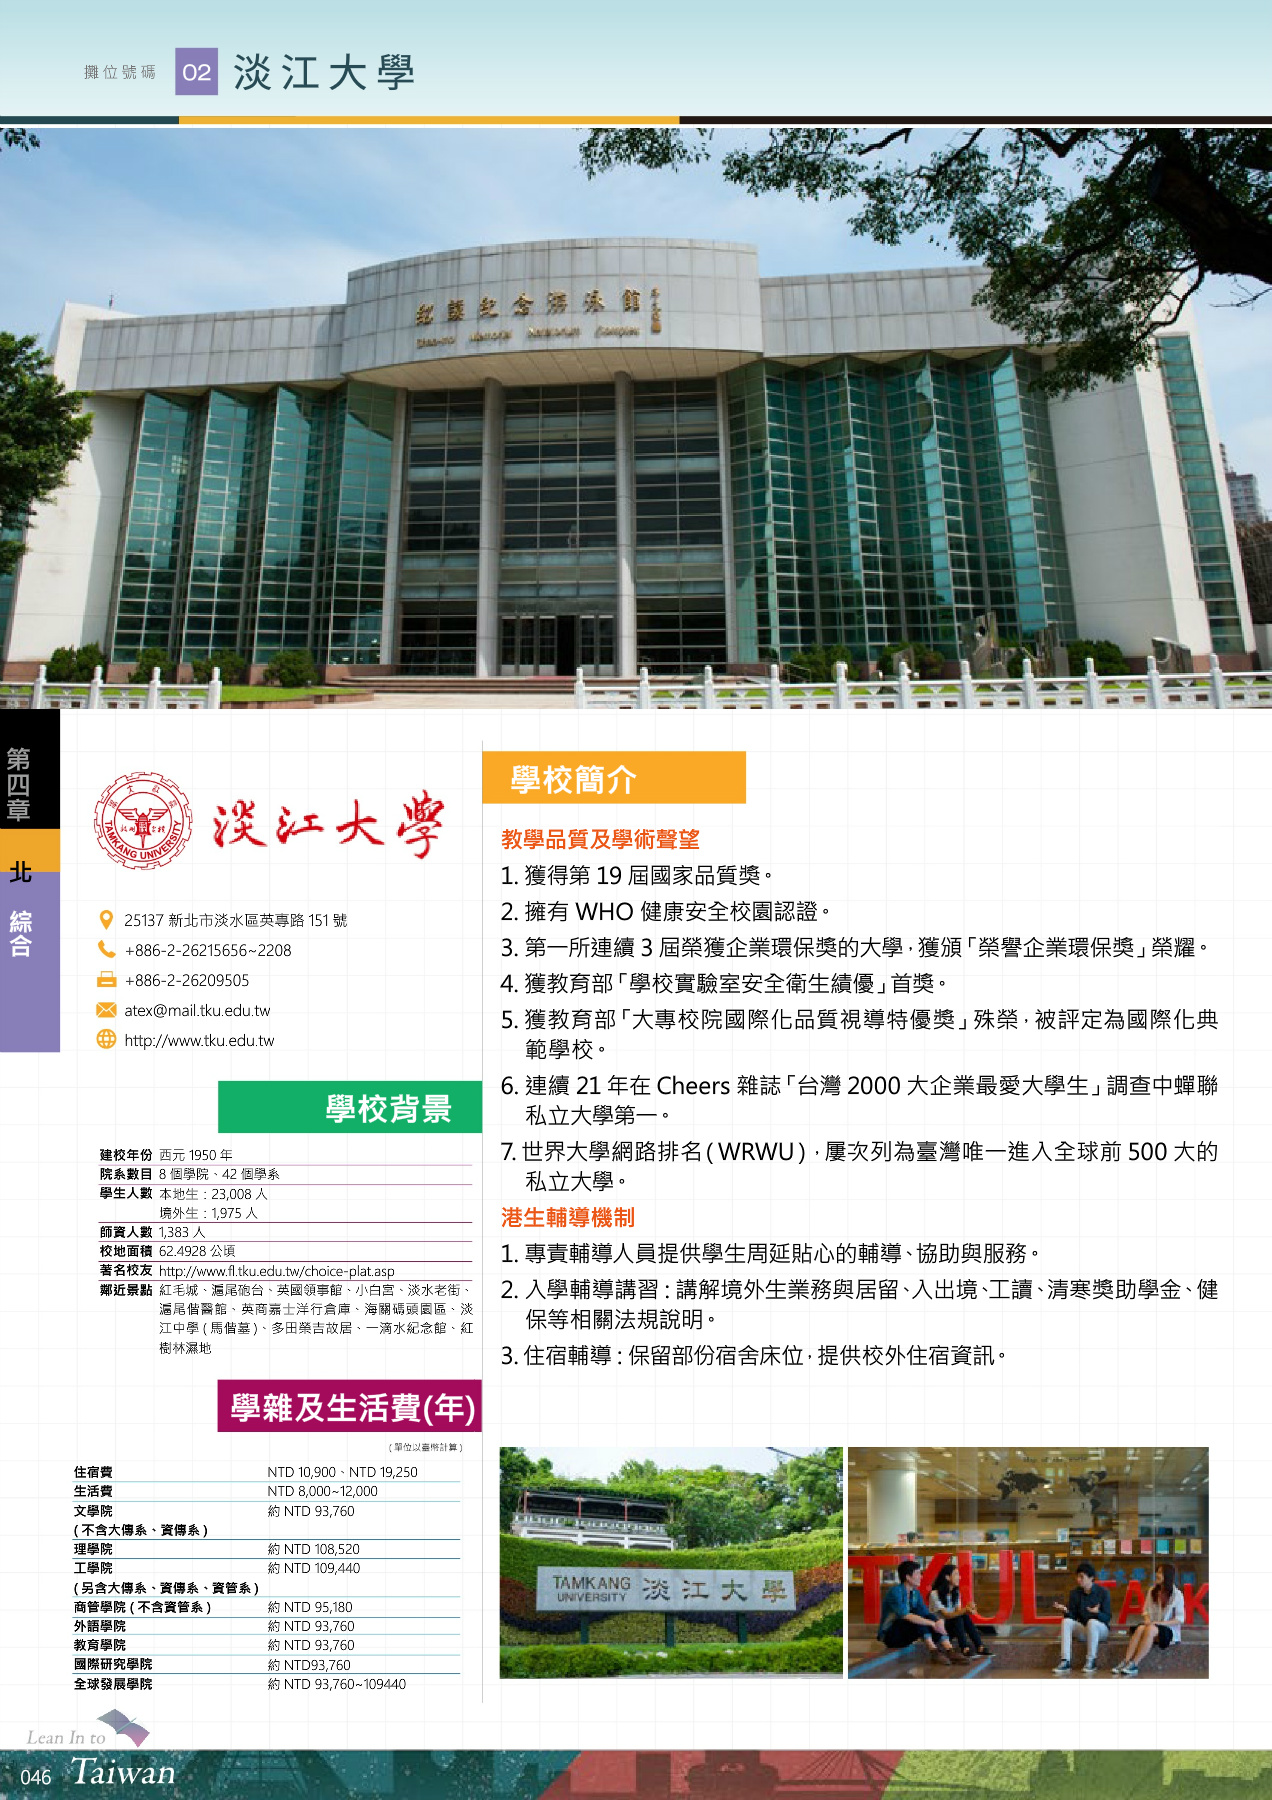 攤位號碼 02 淡江大學
紹謨紀念游泳館
第四章
北
綜合
TAMKANG UNIVERSITY
淡江大學
25137 新北市淡水區英專路 151 號
+886-2-26215656~2208
+886-2-26209505
atex@mail.tku.edu.tw
http://www.tku.edu.tw
學校背景
建校年份 西元 1950 年
院系數目 8 個學院、42 個學系
學生人數 本地生:23,008 人
境外生:1,975 人
師資人數 1,383 人
校地面積 62.4928 公頃
著名校友 http://www.fl.tku.edu.tw/choice-plat.asp
鄰近景點 紅毛城、滬尾砲台、英國領事館、小白宮、淡水老街、
滬尾偕醫館、英商嘉士洋行倉庫、海關碼頭園區、淡
江中學(馬偕墓)、多田榮吉故居、一滴水紀念館、紅
樹林濕地
學雜及生活費(年)
(單位以臺幣計算)
住宿費 NTD 10,900、NTD 19,250
生活費 NTD 8,000~12,000
文學院 約 NTD 93,760
(不含大傳系、資傳系)
理學院 約 NTD 108,520
工學院 約 NTD 109,440
(另含大傳系、資傳系、資管系)
商管學院(不含資管系) 約 NTD 95,180
外語學院 約 NTD 93,760
教育學院 約 NTD 93,760
國際研究學院 約 NTD93,760
全球發展學院 約 NTD 93,760~109440
學校簡介
教學品質及學術聲望
1. 獲得第 19 屆國家品質獎。
2. 擁有 WHO 健康安全校園認證。
3. 第一所連續 3 屆榮獲企業環保獎的大學,獲頒「榮譽企業環保獎」榮耀。
4. 獲教育部「學校實驗室安全衛生績優」首獎。
5. 獲教育部「大專校院國際化品質視導特優獎」殊榮,被評定為國際化典
範學校。
6. 連續 21 年在 Cheers 雜誌「台灣 2000 大企業最愛大學生」調查中蟬聯
私立大學第一。
7. 世界大學網路排名(WRWU),屢次列為臺灣唯一進入全球前 500 大的
私立大學。
港生輔導機制
1. 專責輔導人員提供學生周延貼心的輔導、協助與服務。
2. 入學輔導講習:講解境外生業務與居留、入出境、工讀、清寒獎助學金、健
保等相關法規說明。
3. 住宿輔導:保留部份宿舍床位,提供校外住宿資訊。
TAMKANG UNIVERSITY 淡江大學
TKU TAMK
Lean In to
046 Taiwan